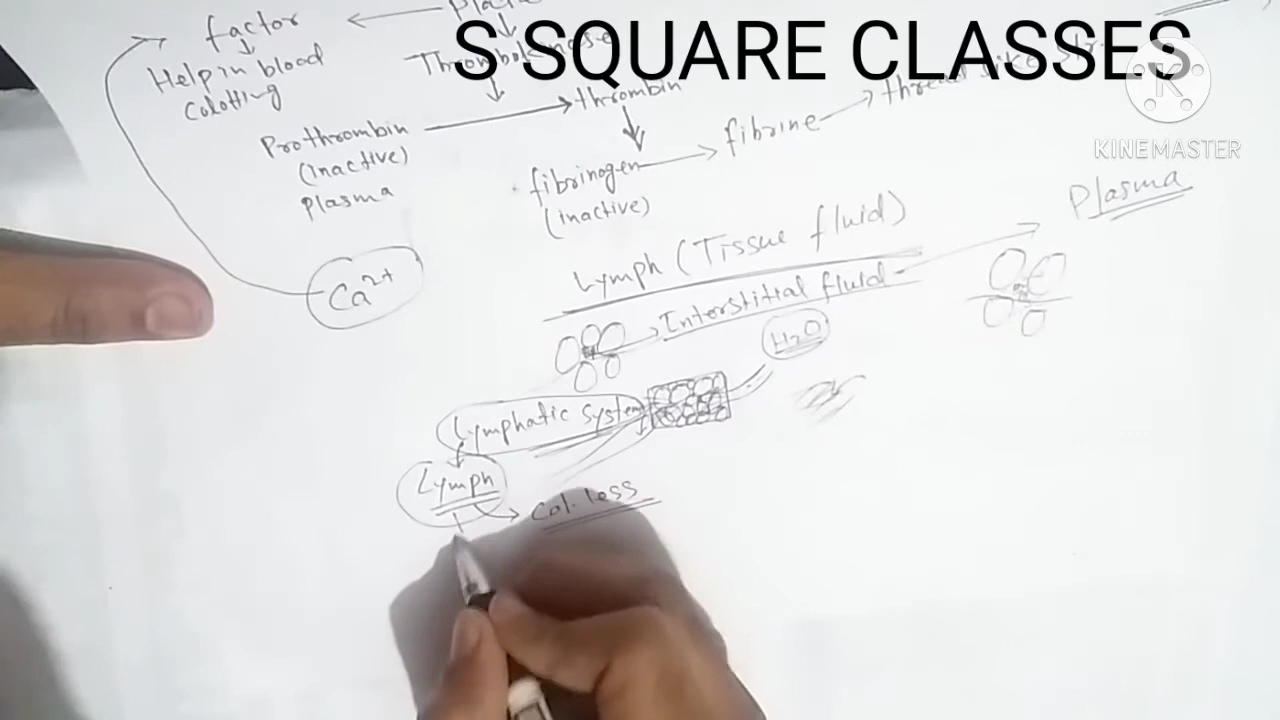 S SQUARE CLASSES
KINEMASTER
factor
Help in blood
Colotting
thrombin
Prothrombin
(inactive)
Plasma
fibrinogen
(inactive)
fibrine
Ca2+
Lymph (Tissue fluid)
Interstitial fluid
Plasma
H2O
Lymphatic System
Lymph
Col.less